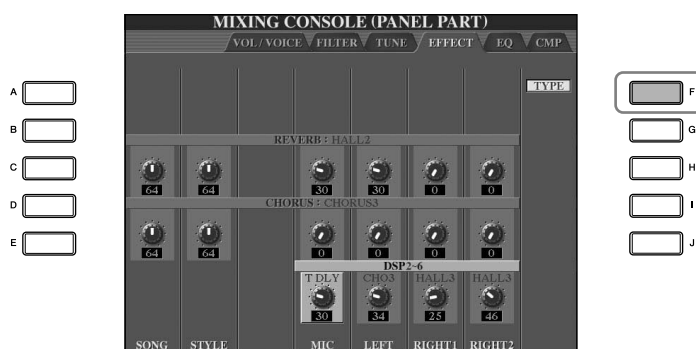 MIXING CONSOLE (PANEL PART)
VOL / VOICE FILTER TUNE EFFECT EQ CMP
A
B
C
D
E
TYPE
F
G
H
I
J
REVERB : HALL2
64 64 30 30 0 0
CHORUS : CHORUS3
64 64 0 0 0 0
DSP2~6
T DLY CHO3 HALL3 HALL3
30 34 25 46
SONG STYLE MIC LEFT RIGHT1 RIGHT2